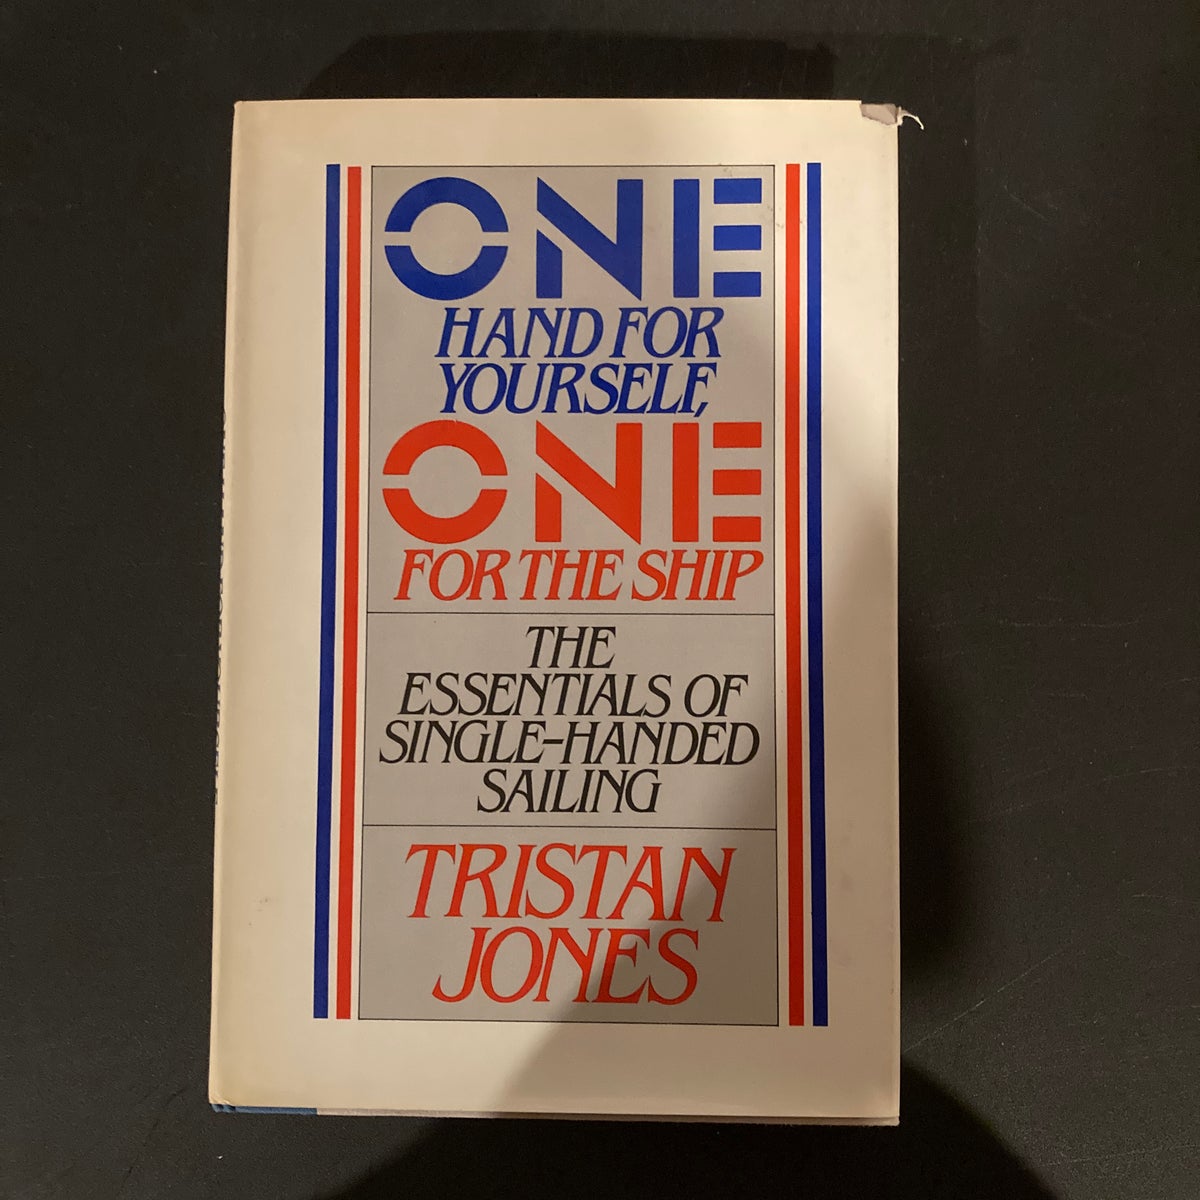 ONE
HAND FOR
YOURSELF,
ONE
FOR THE SHIP
THE
ESSENTIALS OF
SINGLE-HANDED
SAILING
TRISTAN
JONES